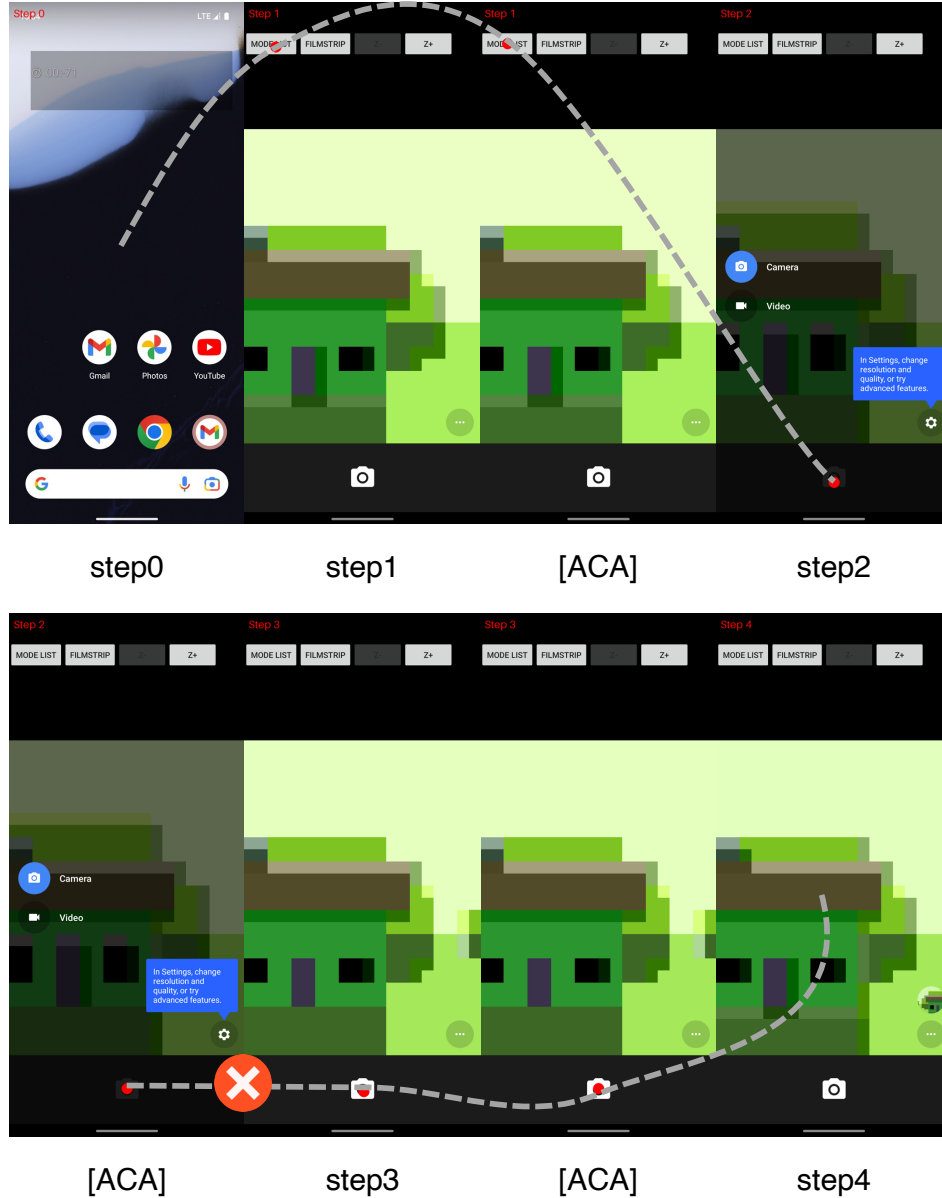 Step 0
LTE
Gmail
Photos
YouTube
Step 1
MODE LIST FILMSTRIP Z- Z+
Step 1
MODE LIST FILMSTRIP Z- Z+
Step 2
MODE LIST FILMSTRIP Z- Z+
Camera
Video
In Settings, change
resolution and
quality, or try
advanced features.
step0
step1
[ACA]
step2
Step 2
MODE LIST FILMSTRIP Z- Z+
Camera
Video
In Settings, change
resolution and
quality, or try
advanced features.
Step 3
MODE LIST FILMSTRIP Z- Z+
Step 3
MODE LIST FILMSTRIP Z- Z+
Step 4
MODE LIST FILMSTRIP Z- Z+
[ACA]
step3
[ACA]
step4